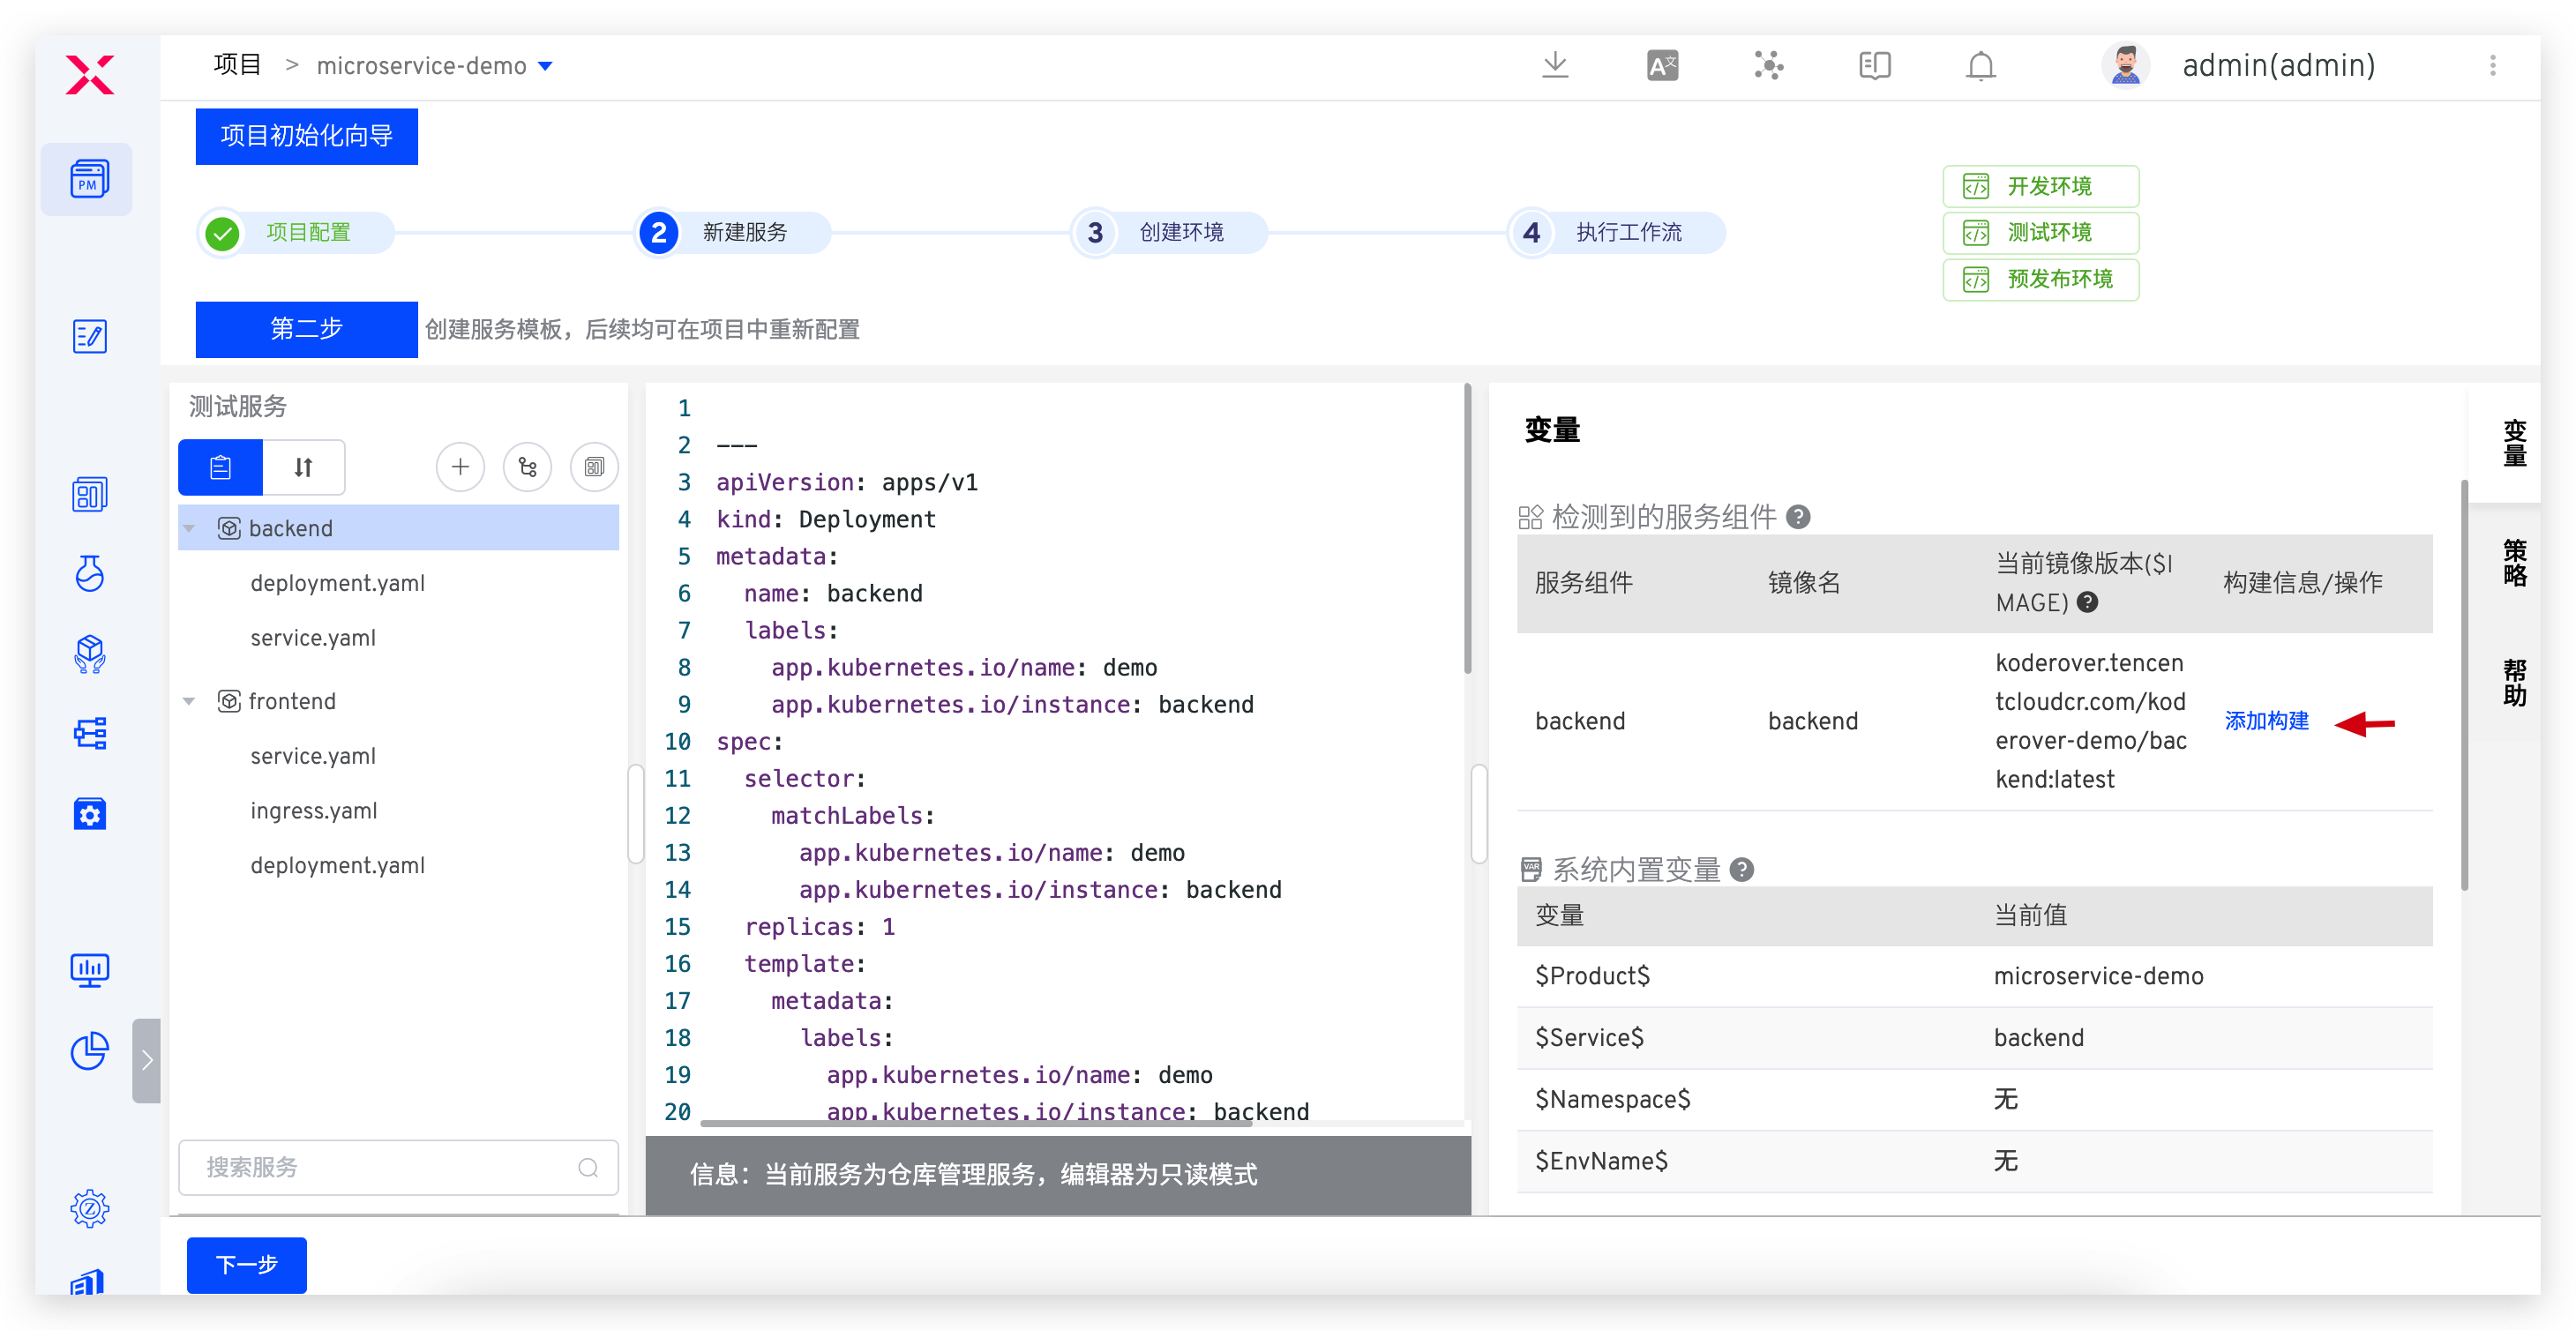 项目 > microservice-demo
admin(admin)
PM
项目初始化向导
项目配置
2 新建服务
3 创建环境
4 执行工作流
开发环境
测试环境
预发布环境
第二步 创建服务模板，后续均可在项目中重新配置
测试服务
backend
deployment.yaml
service.yaml
frontend
service.yaml
ingress.yaml
deployment.yaml
搜索服务
1
2 ---
3 apiVersion: apps/v1
4 kind: Deployment
5 metadata:
6 name: backend
7 labels:
8 app.kubernetes.io/name: demo
9 app.kubernetes.io/instance: backend
10 spec:
11 selector:
12 matchLabels:
13 app.kubernetes.io/name: demo
14 app.kubernetes.io/instance: backend
15 replicas: 1
16 template:
17 metadata:
18 labels:
19 app.kubernetes.io/name: demo
20 app.kubernetes.io/instance: backend
信息：当前服务为仓库管理服务，编辑器为只读模式
变量
检测到的服务组件
服务组件 镜像名 当前镜像版本($I
MAGE) 构建信息/操作
backend backend koderover.tencen
tcloudcr.com/kod
erover-demo/bac
kend:latest
添加构建
VAR 系统内置变量
变量 当前值
$Product$ microservice-demo
$Service$ backend
$Namespace$ 无
$EnvName$ 无
变量
策略
帮助
下一步